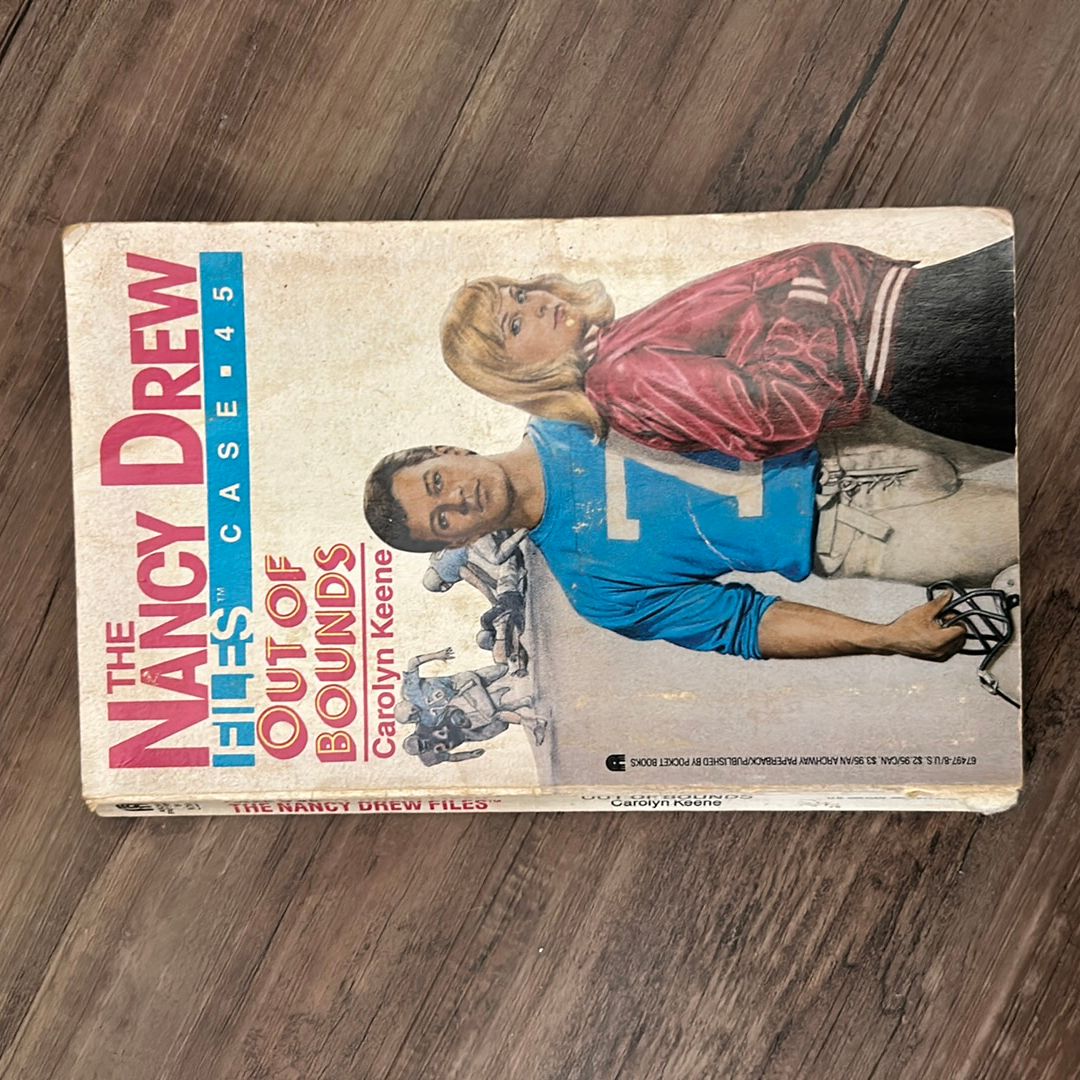 THE
NANCY DREW
FILES™ CASE ▪ 45
OUT OF
BOUNDS
Carolyn Keene
7
67497-8/U.S. $2.95/CAN. $3.95/AN ARCHWAY PAPERBACK/PUBLISHED BY POCKET BOOKS
THE NANCY DREW FILES™
OUT OF BOUNDS
Carolyn Keene